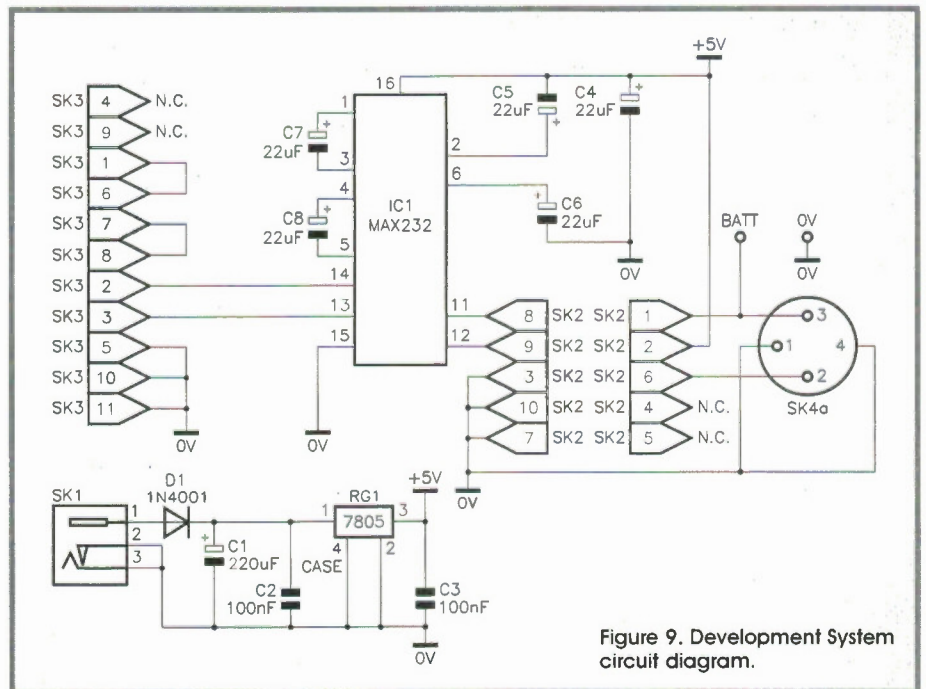 +5V
SK3 4 N.C.
SK3 9 N.C.
SK3 1
SK3 6
SK3 7
SK3 8
SK3 2
SK3 3
SK3 5
SK3 10
SK3 11
0V
16
1
C7
22uF
+
3
4
C8
22uF
+
5
14
13
15
0V
IC1
MAX232
2
6
11
12
C5
22uF
+
C4
22uF
+
C6
22uF
+
0V
8 SK2
9 SK2
3 SK2
10 SK2
7 SK2
0V
SK2 1
SK2 2
SK2 6
SK2 4 N.C.
SK2 5 N.C.
BATT
0V
0V
3
1
4
2
SK4a
SK1
1
2
3
D1
1N4001
+
C1
220uF
C2
100nF
RG1
1 7805 3
4
2
CASE
+5V
C3
100nF
0V
Figure 9. Development System
circuit diagram.